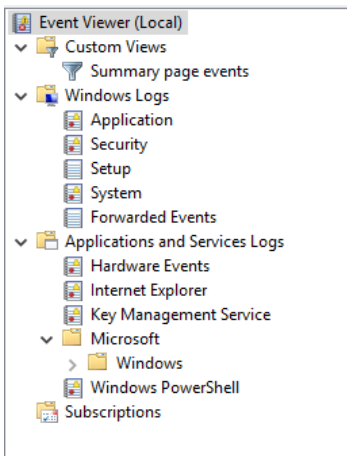 Event Viewer (Local)
Custom Views
Summary page events
Windows Logs
Application
Security
Setup
System
Forwarded Events
Applications and Services Logs
Hardware Events
Internet Explorer
Key Management Service
Microsoft
Windows
Windows PowerShell
Subscriptions